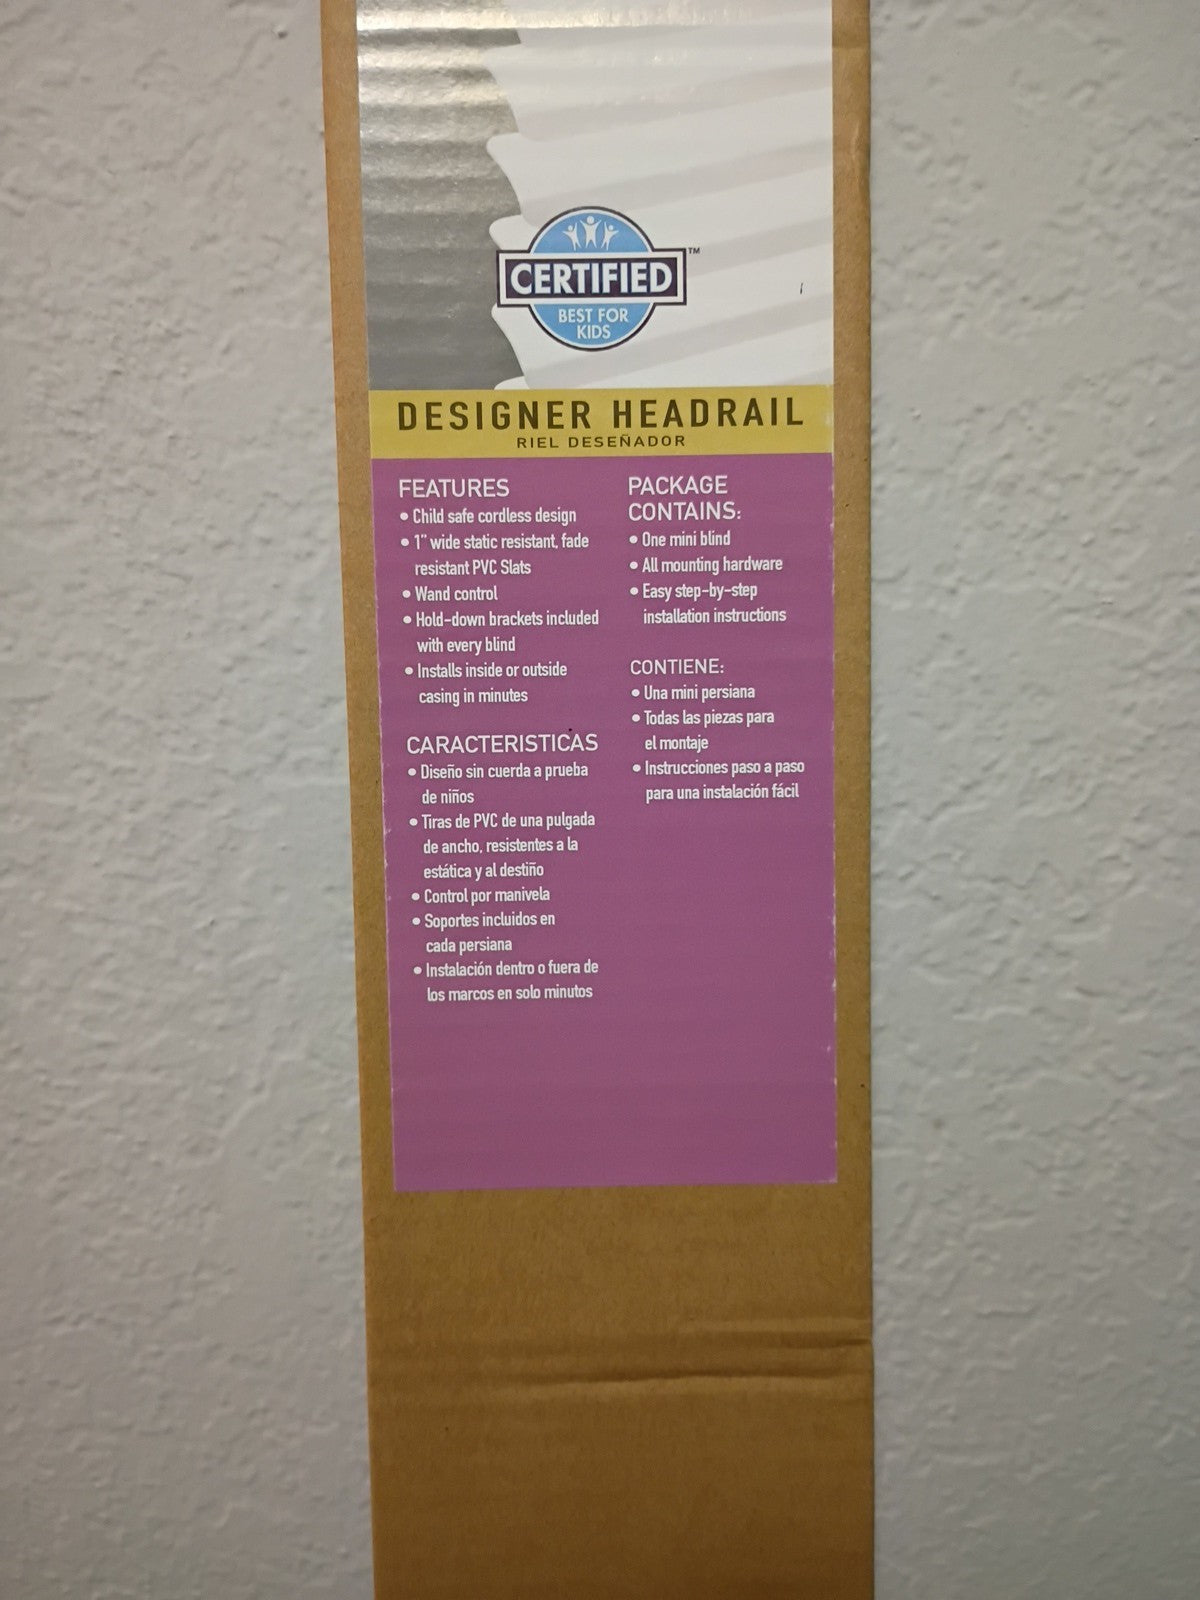 CERTIFIED™
BEST FOR
KIDS
DESIGNER HEADRAIL
RIEL DESEÑADOR
FEATURES
• Child safe cordless design
• 1" wide static resistant, fade
resistant PVC Slats
• Wand control
• Hold-down brackets included
with every blind
• Installs inside or outside
casing in minutes
CARACTERISTICAS
• Diseño sin cuerda a prueba
de niños
• Tiras de PVC de una pulgada
de ancho, resistentes a la
estática y al destiño
• Control por manivela
• Soportes incluidos en
cada persiana
• Instalación dentro o fuera de
los marcos en solo minutos
PACKAGE
CONTAINS:
• One mini blind
• All mounting hardware
• Easy step-by-step
installation instructions
CONTIENE:
• Una mini persiana
• Todas las piezas para
el montaje
• Instrucciones paso a paso
para una instalación fácil